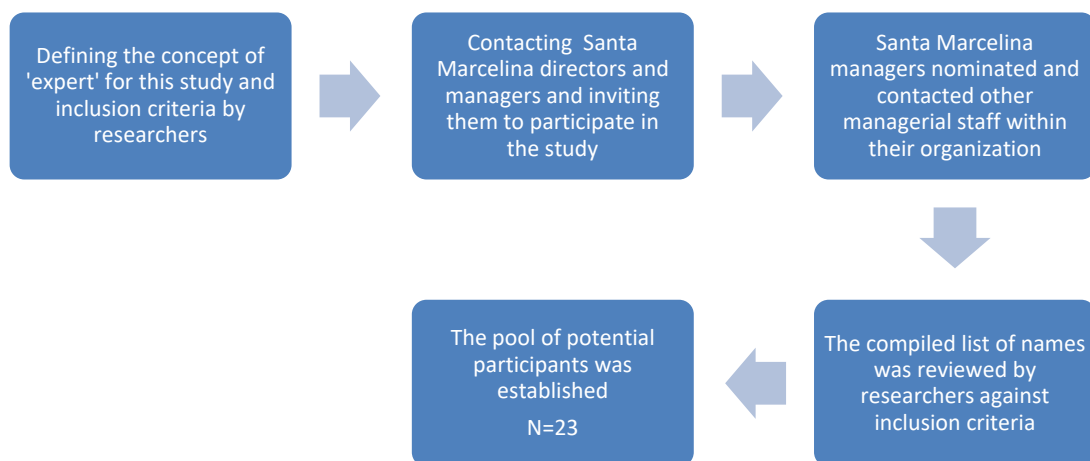 Defining the concept of
'expert' for this study and
inclusion criteria by
researchers
Contacting Santa
Marcelina directors and
managers and inviting
them to participate in
the study
Santa Marcelina
managers nominated and
contacted other
managerial staff within
their organization
The compiled list of names
was reviewed by
researchers against
inclusion criteria
The pool of potential
participants was
established
N=23